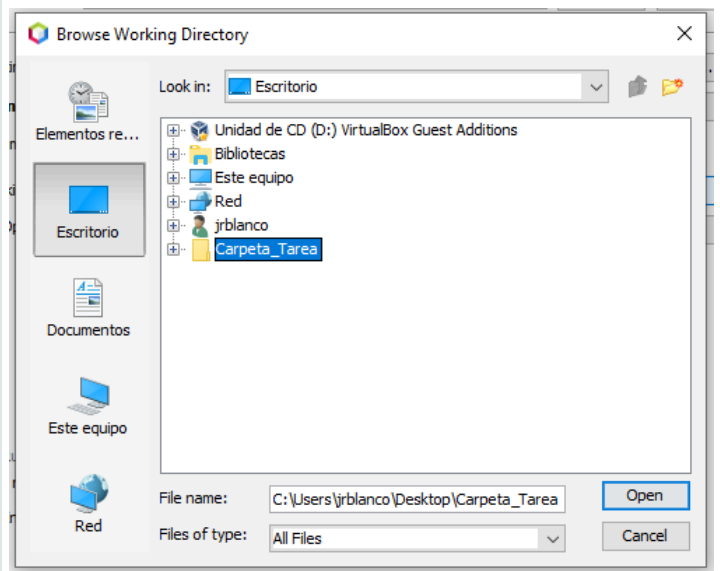 Browse Working Directory
Look in:
Escritorio
Elementos re...
Escritorio
Documentos
Este equipo
Red
Unidad de CD (D:) VirtualBox Guest Additions
Bibliotecas
Este equipo
Red
jrblanco
Carpeta_Tarea
File name:
C:\Users\jrblanco\Desktop\Carpeta_Tarea
Open
Files of type:
All Files
Cancel